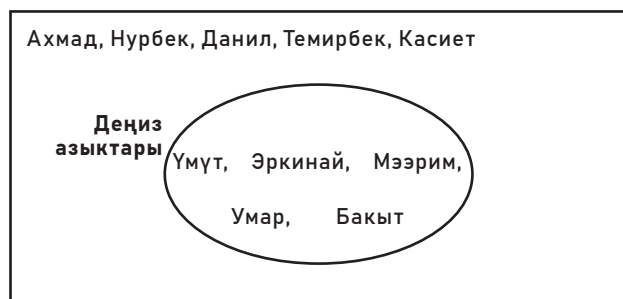 Ахмад, Нурбек, Данил, Темирбек, Касиет
Деңиз
азыктары
Үмүт, Эркинай, Мээрим,
Умар, Бакыт